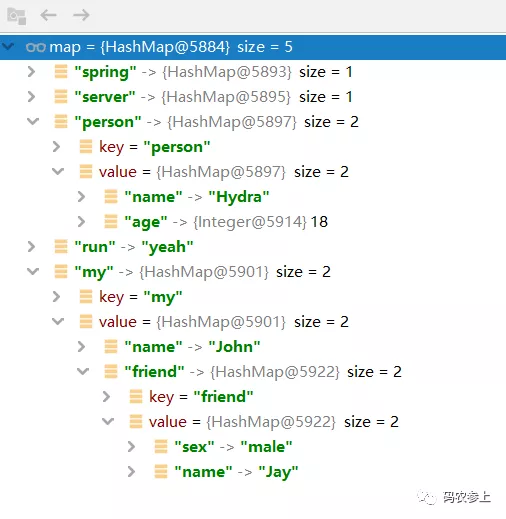 map = {HashMap@5884} size = 5
"spring" -> {HashMap@5893} size = 1
"server" -> {HashMap@5895} size = 1
"person" -> {HashMap@5897} size = 2
key = "person"
value = {HashMap@5897} size = 2
"name" -> "Hydra"
"age" -> {Integer@5914} 18
"run" -> "yeah"
"my" -> {HashMap@5901} size = 2
key = "my"
value = {HashMap@5901} size = 2
"name" -> "John"
"friend" -> {HashMap@5922} size = 2
key = "friend"
value = {HashMap@5922} size = 2
"sex" -> "male"
"name" -> "Jay"
码农参上